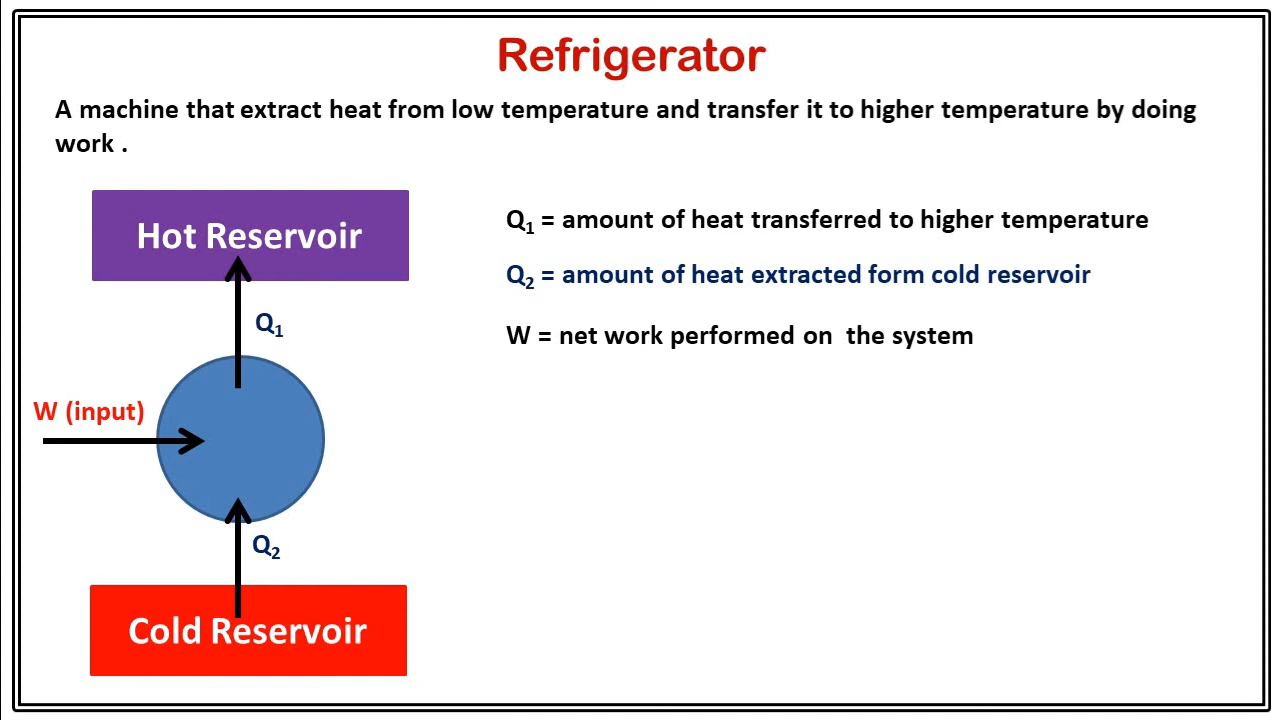 Refrigerator
A machine that extract heat from low temperature and transfer it to higher temperature by doing
work .
Hot Reservoir
Q₁ = amount of heat transferred to higher temperature
Q₂ = amount of heat extracted form cold reservoir
Q₁
W = net work performed on the system
W (input)
Q₂
Cold Reservoir